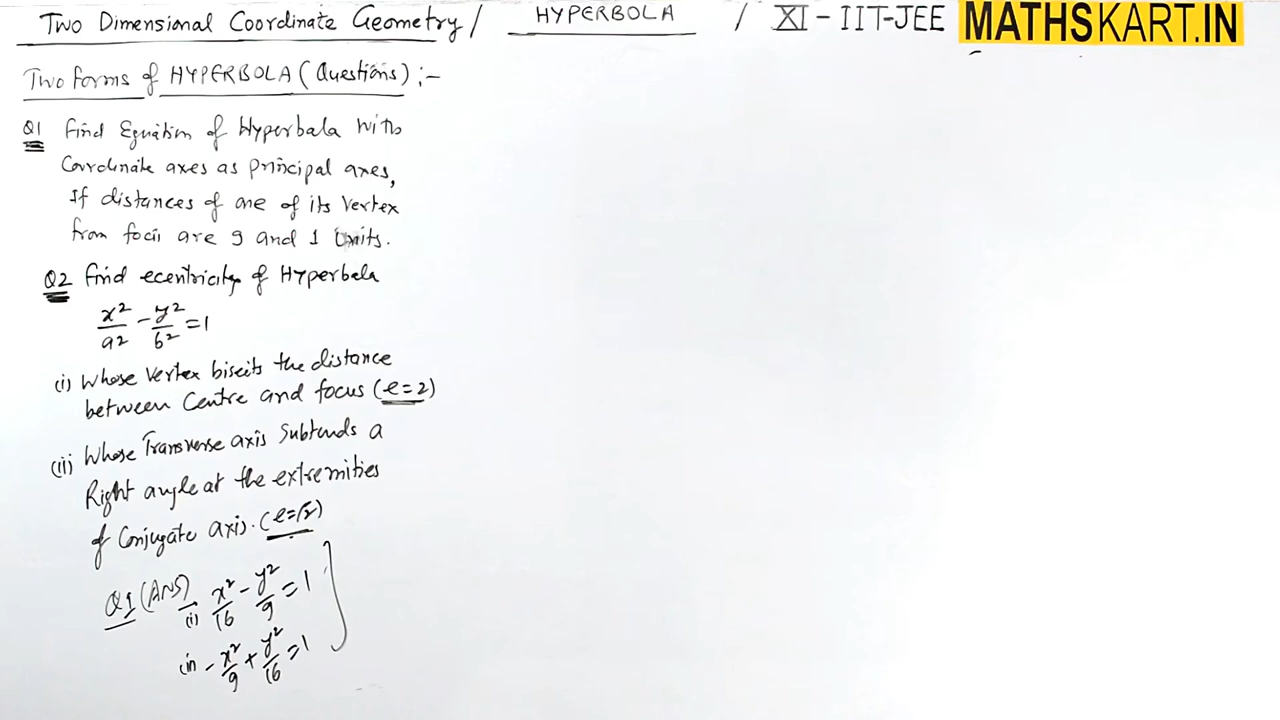 Two Dimensional Coordinate Geometry / HYPERBOLA / XI - IIT-JEE MATHSKART.IN
Two forms of HYPERBOLA (Questions) :-
Q1 Find Equation of Hyperbala with
Coordinate axes as principal axes,
If distances of one of its vertex
from focii are 9 and 1 Units.
Q2 find ecentricity of Hyperbala
x²/a² - y²/b² = 1
(i) Whose vertex bisects the distance
between Centre and focus (e=2)
(ii) Whose Transverse axis subtends a
Right angle at the extremities
of Conjugate axis. (e=√2)
Q1 (ANS) (i) x²/16 - y²/9 = 1
(ii) - x²/9 + y²/16 = 1